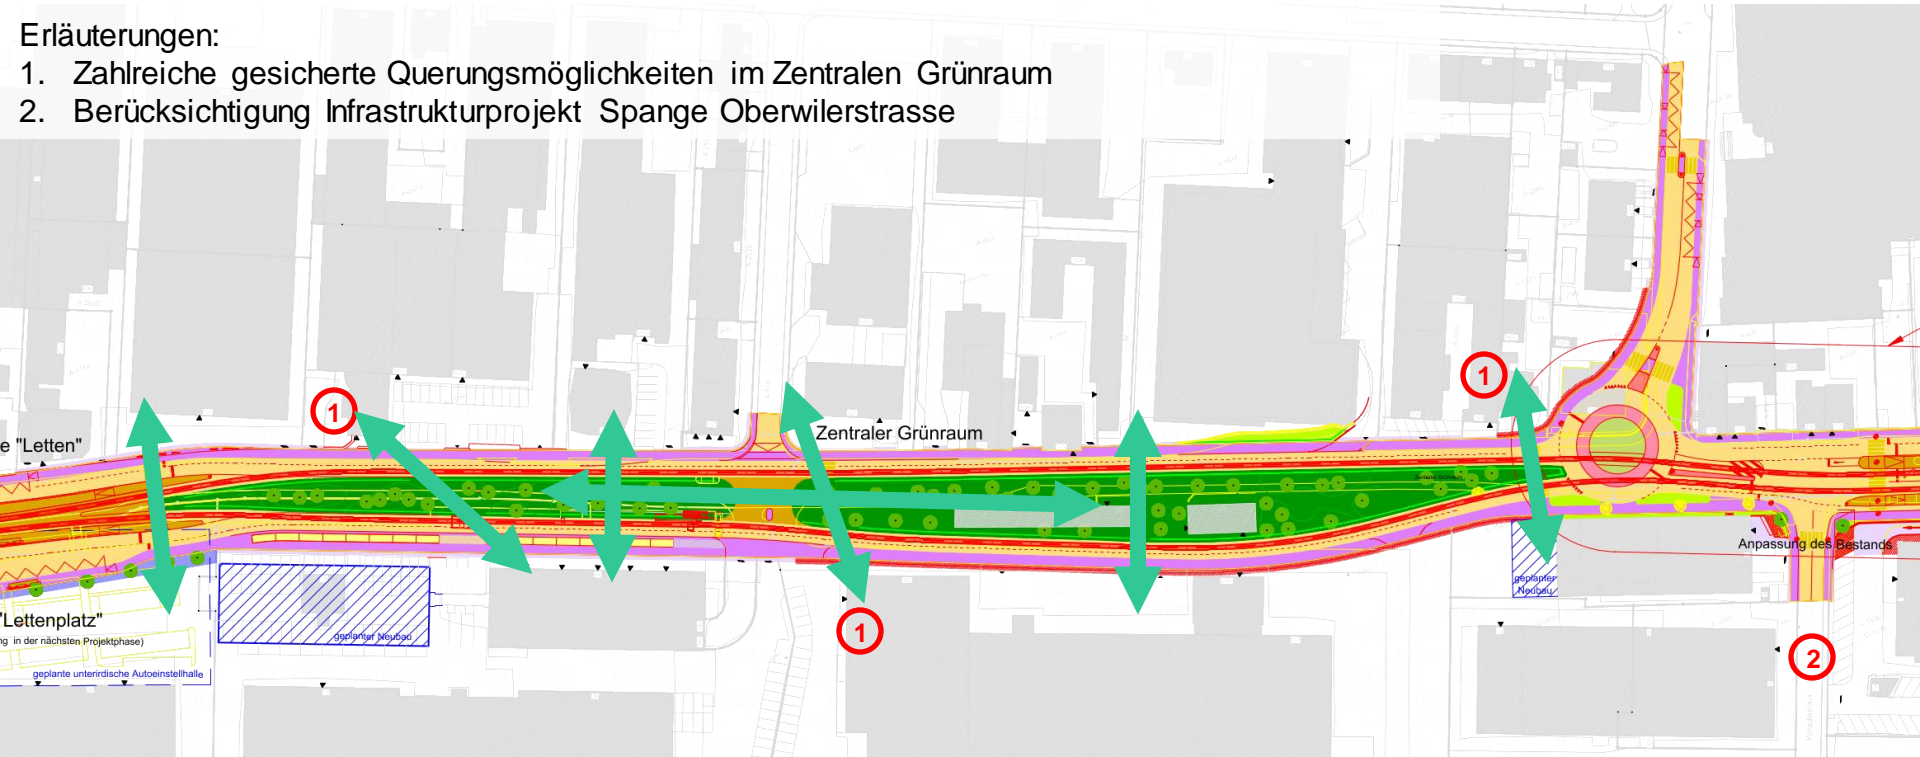 Erläuterungen:
1. Zahlreiche gesicherte Querungsmöglichkeiten im Zentralen Grünraum
2. Berücksichtigung Infrastrukturprojekt Spange Oberwilerstrasse
1
1
e "Letten"
Zentraler Grünraum
Anpassung des Bestands
geplanter
Neubau
"Lettenplatz"
ng in der nächsten Projektphase)
geplanter Neubau
geplante unterirdische Autoeinstellhalle
1
2